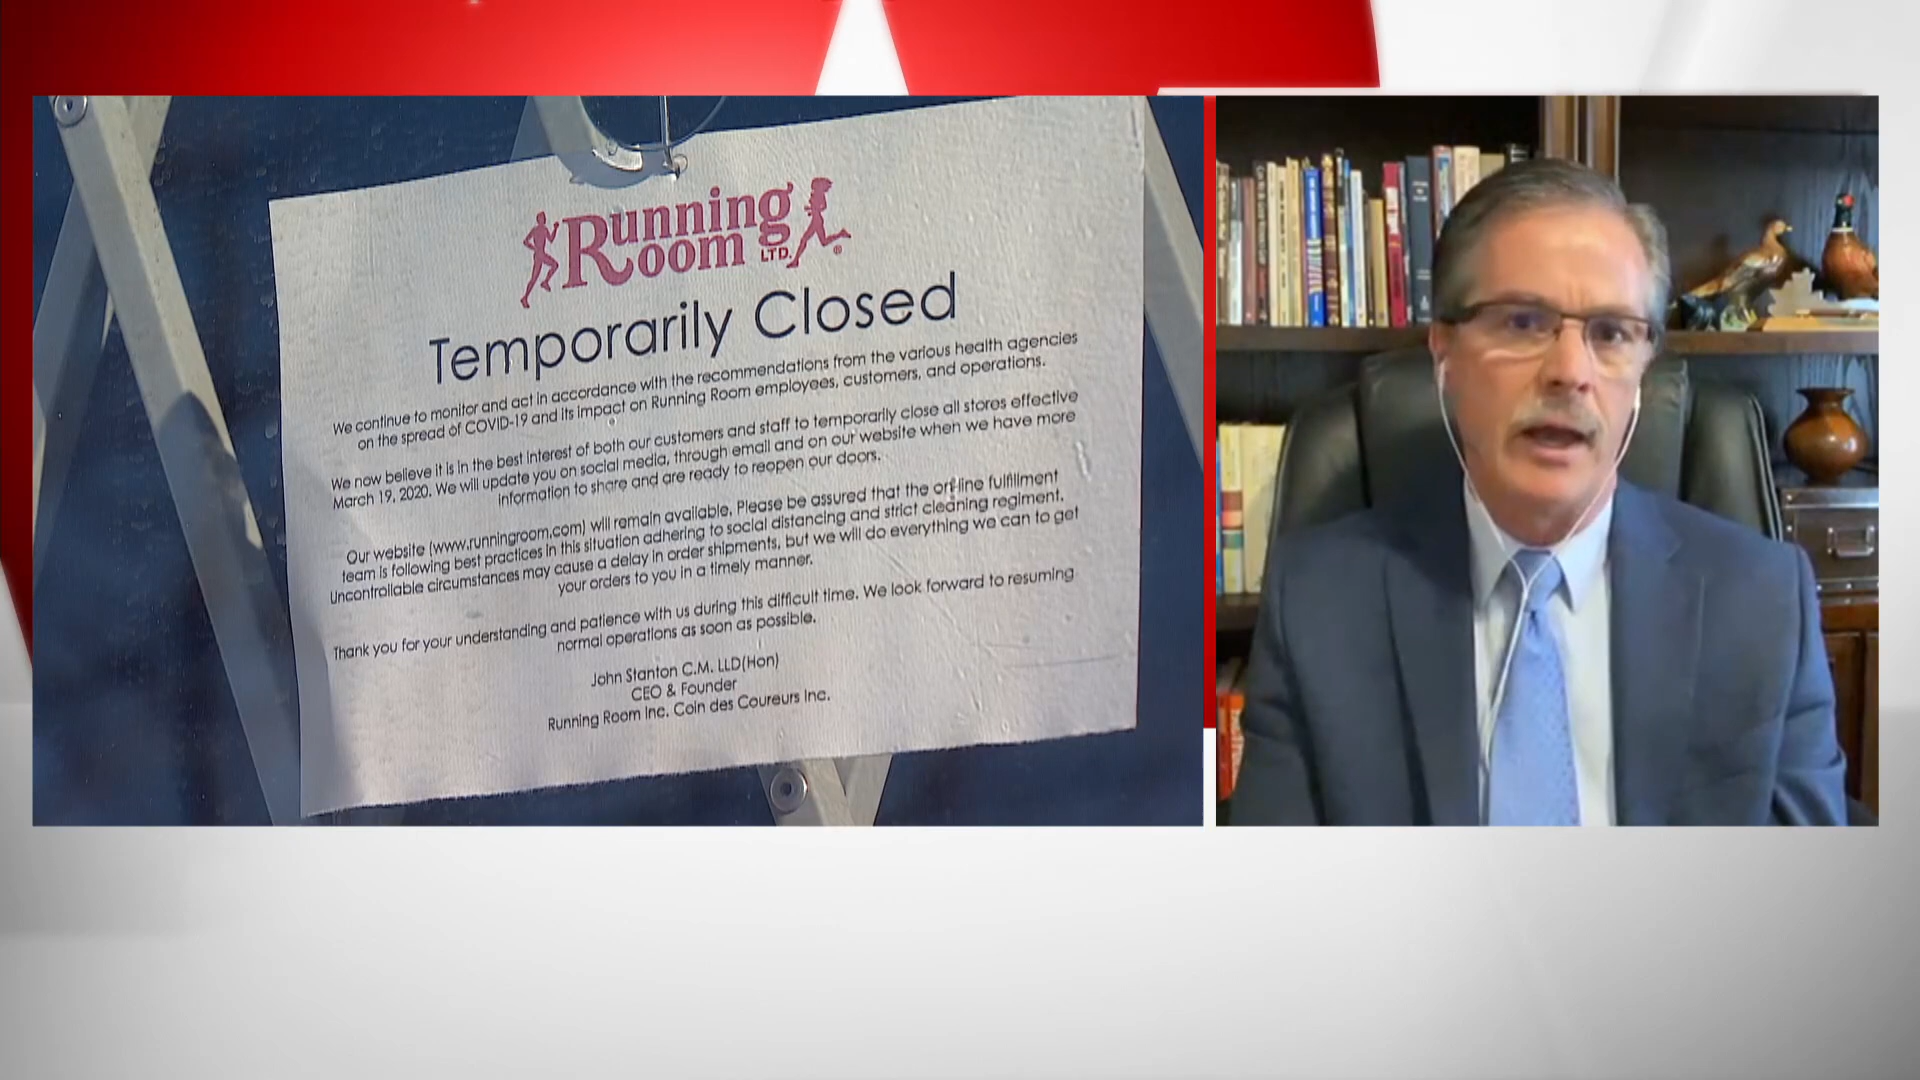 Running
Room LTD. ®
Temporarily Closed
We continue to monitor and act in accordance with the recommendations from the various health agencies
on the spread of COVID-19 and its impact on Running Room employees, customers, and operations.
We now believe it is in the best interest of both our customers and staff to temporarily close all stores effective
March 19, 2020. We will update you on social media, through email and on our website when we have more
information to share and are ready to reopen our doors.
Our website (www.runningroom.com) will remain available. Please be assured that the on-line fulfillment
team is following best practices in this situation adhering to social distancing and strict cleaning regiment.
Uncontrollable circumstances may cause a delay in order shipments, but we will do everything we can to get
your orders to you in a timely manner.
Thank you for your understanding and patience with us during this difficult time. We look forward to resuming
normal operations as soon as possible.
John Stanton C.M. LLD(Hon)
CEO & Founder
Running Room Inc. Coin des Coureurs Inc.